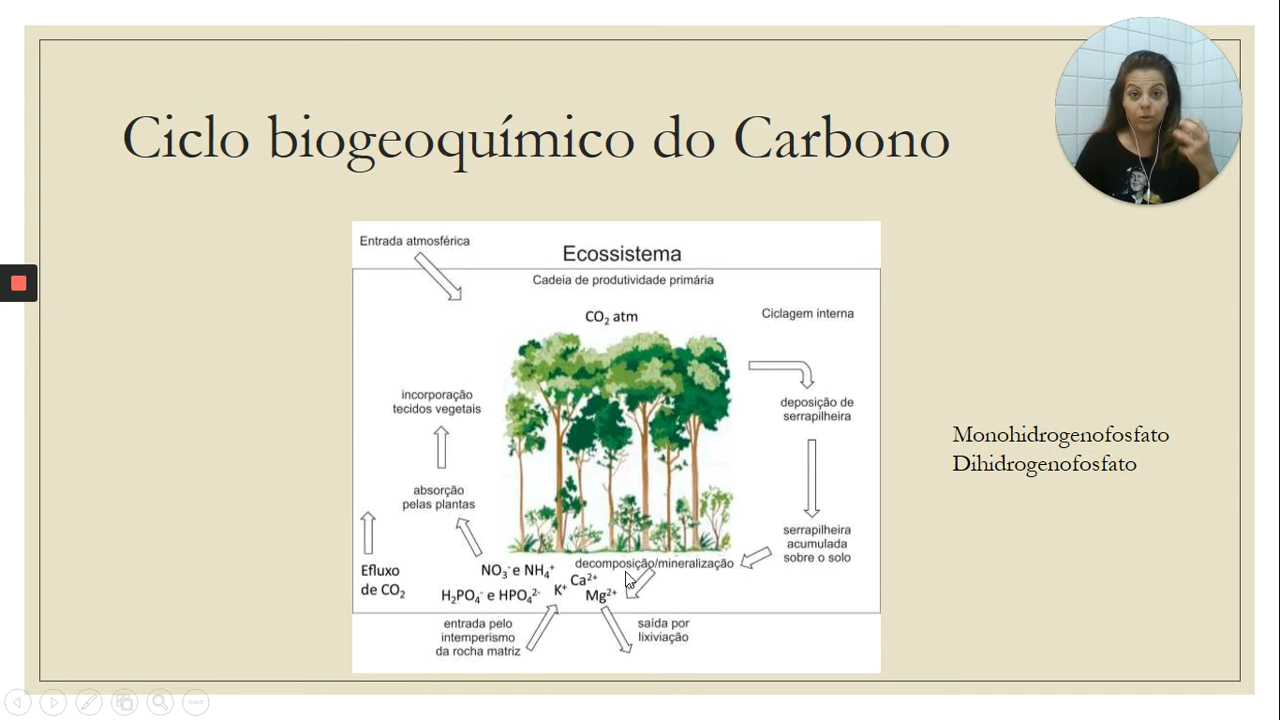 Ciclo biogeoquímico do Carbono
Entrada atmosférica
Ecossistema
Cadeia de produtividade primária
CO₂ atm
Ciclagem interna
incorporação
tecidos vegetais
deposição de
serrapilheira
Monohidrogenofosfato
Dihidrogenofosfato
absorção
pelas plantas
serrapilheira
acumulada
sobre o solo
Efluxo
de CO₂
decomposição/mineralização
NO₃⁻ e NH₄⁺
Ca²⁺
K⁺
Mg²⁺
H₂PO₄⁻ e HPO₄²⁻
entrada pelo
intemperismo
da rocha matriz
saída por
lixiviação